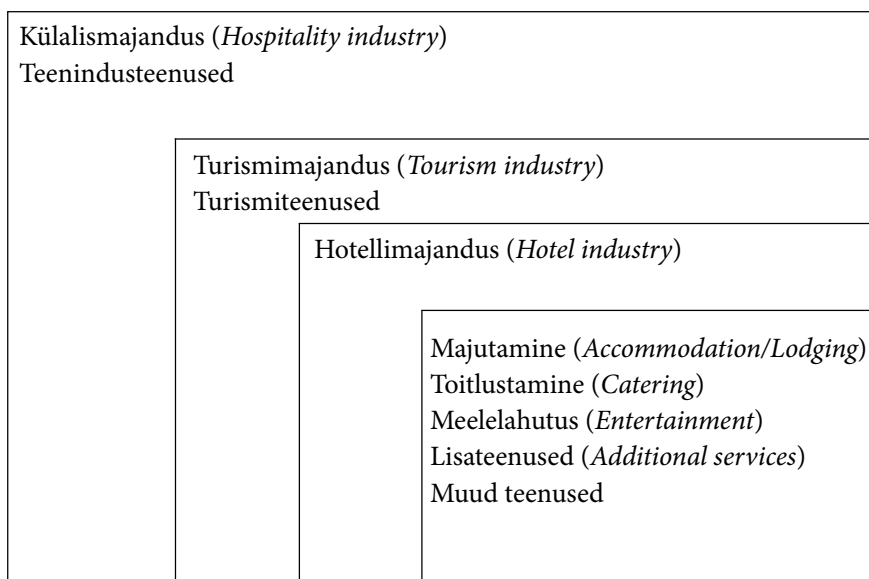 Külalismajandus (Hospitality industry)
Teenindusteenused
Turismimajandus (Tourism industry)
Turismiteenused
Hotellimajandus (Hotel industry)
Majutamine (Accommodation/Lodging)
Toitlustamine (Catering)
Meelelahutus (Entertainment)
Lisateenused (Additional services)
Muud teenused